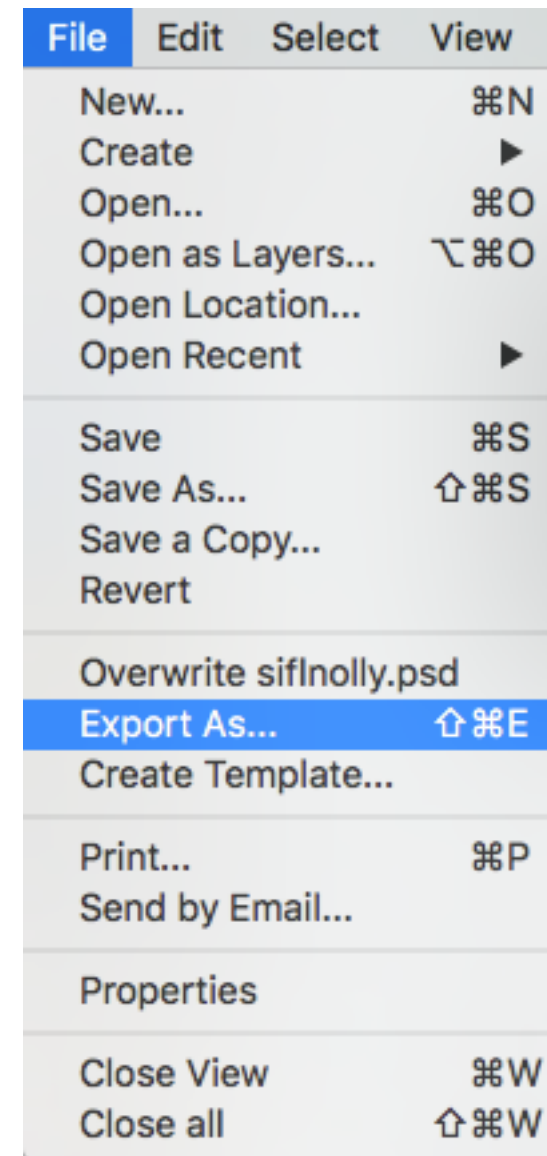 File Edit Select View
New... ⌘N
Create ▶
Open... ⌘O
Open as Layers... ⌥⌘O
Open Location...
Open Recent ▶
Save ⌘S
Save As... ⇧⌘S
Save a Copy...
Revert
Overwrite siflnolly.psd
Export As... ⇧⌘E
Create Template...
Print... ⌘P
Send by Email...
Properties
Close View ⌘W
Close all ⇧⌘W